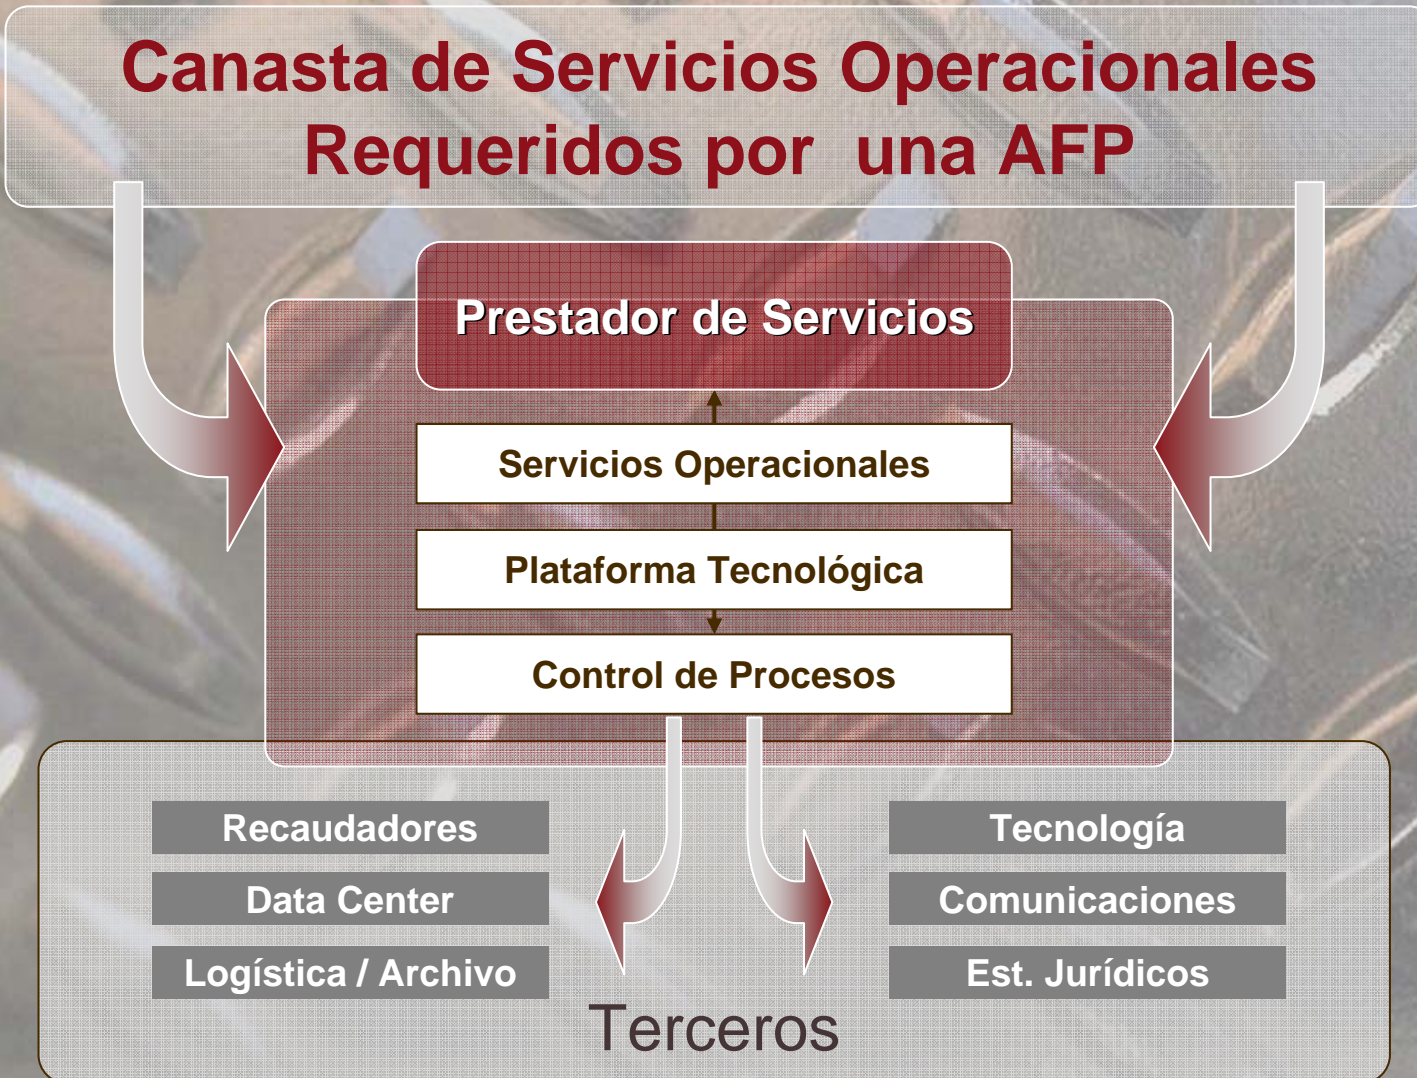 Canasta de Servicios Operacionales
Requeridos por una AFP
Prestador de Servicios
Servicios Operacionales
Plataforma Tecnológica
Control de Procesos
Recaudadores
Data Center
Logística / Archivo
Tecnología
Comunicaciones
Est. Jurídicos
Terceros